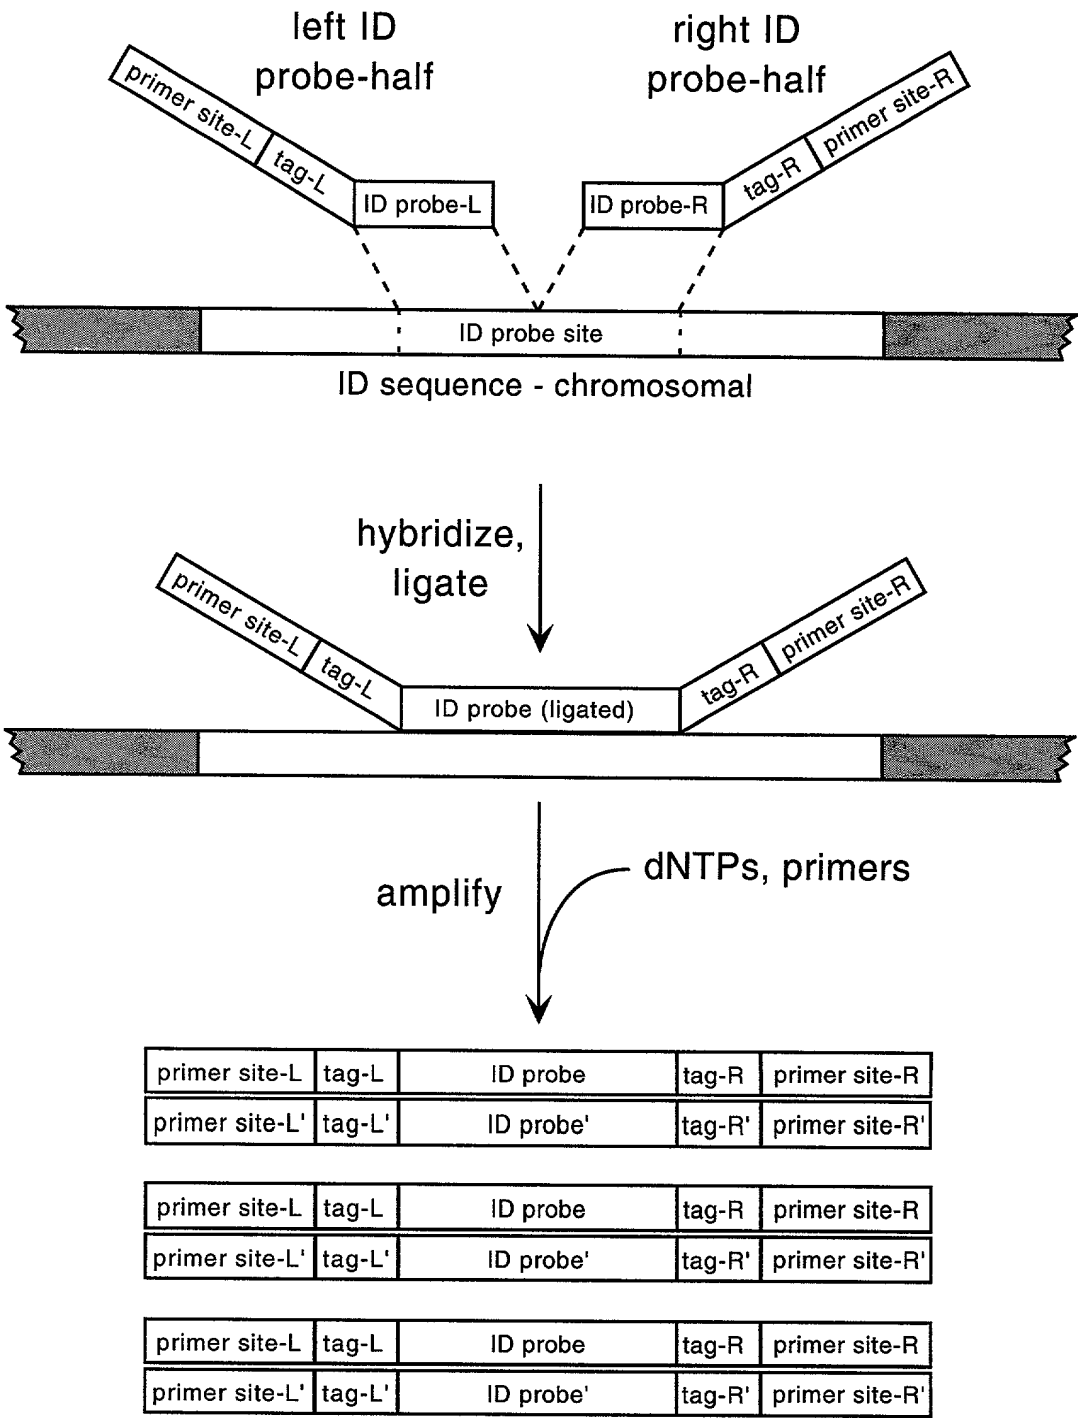 left ID
probe-half
right ID
probe-half
primer site-L
tag-L
ID probe-L
ID probe-R
tag-R
primer site-R
ID probe site
ID sequence - chromosomal
hybridize,
ligate
primer site-L
tag-L
ID probe (ligated)
tag-R
primer site-R
amplify
dNTPs, primers
primer site-L tag-L ID probe tag-R primer site-R
primer site-L' tag-L' ID probe' tag-R' primer site-R'
primer site-L tag-L ID probe tag-R primer site-R
primer site-L' tag-L' ID probe' tag-R' primer site-R'
primer site-L tag-L ID probe tag-R primer site-R
primer site-L' tag-L' ID probe' tag-R' primer site-R'